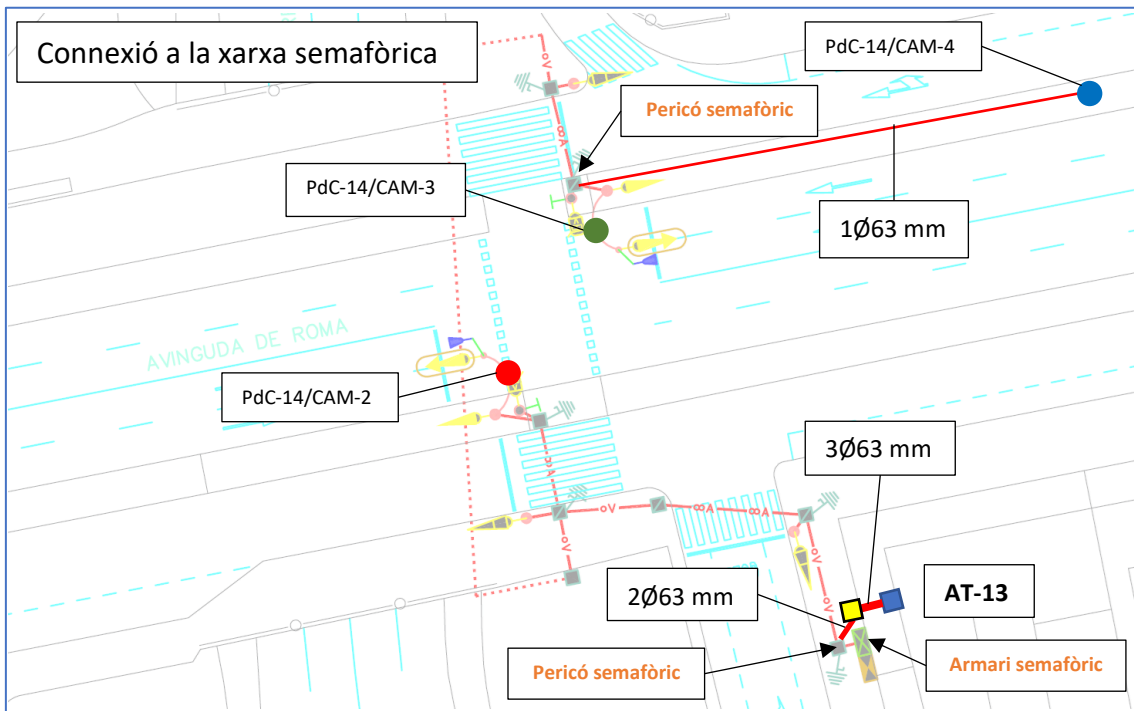 Connexió a la xarxa semafòrica
PdC-14/CAM-4
Pericó semafòric
PdC-14/CAM-3
1Ø63 mm
AVINGUDA DE ROMA
PdC-14/CAM-2
3Ø63 mm
2Ø63 mm
AT-13
Pericó semafòric
Armari semafòric